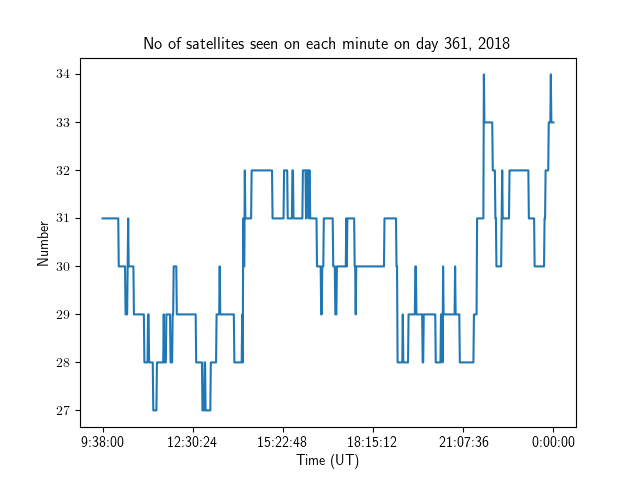 No of satellites seen on each minute on day 361, 2018
34
33
32
31
30
29
28
27
Number
9:38:00 12:30:24 15:22:48 18:15:12 21:07:36 0:00:00
Time (UT)